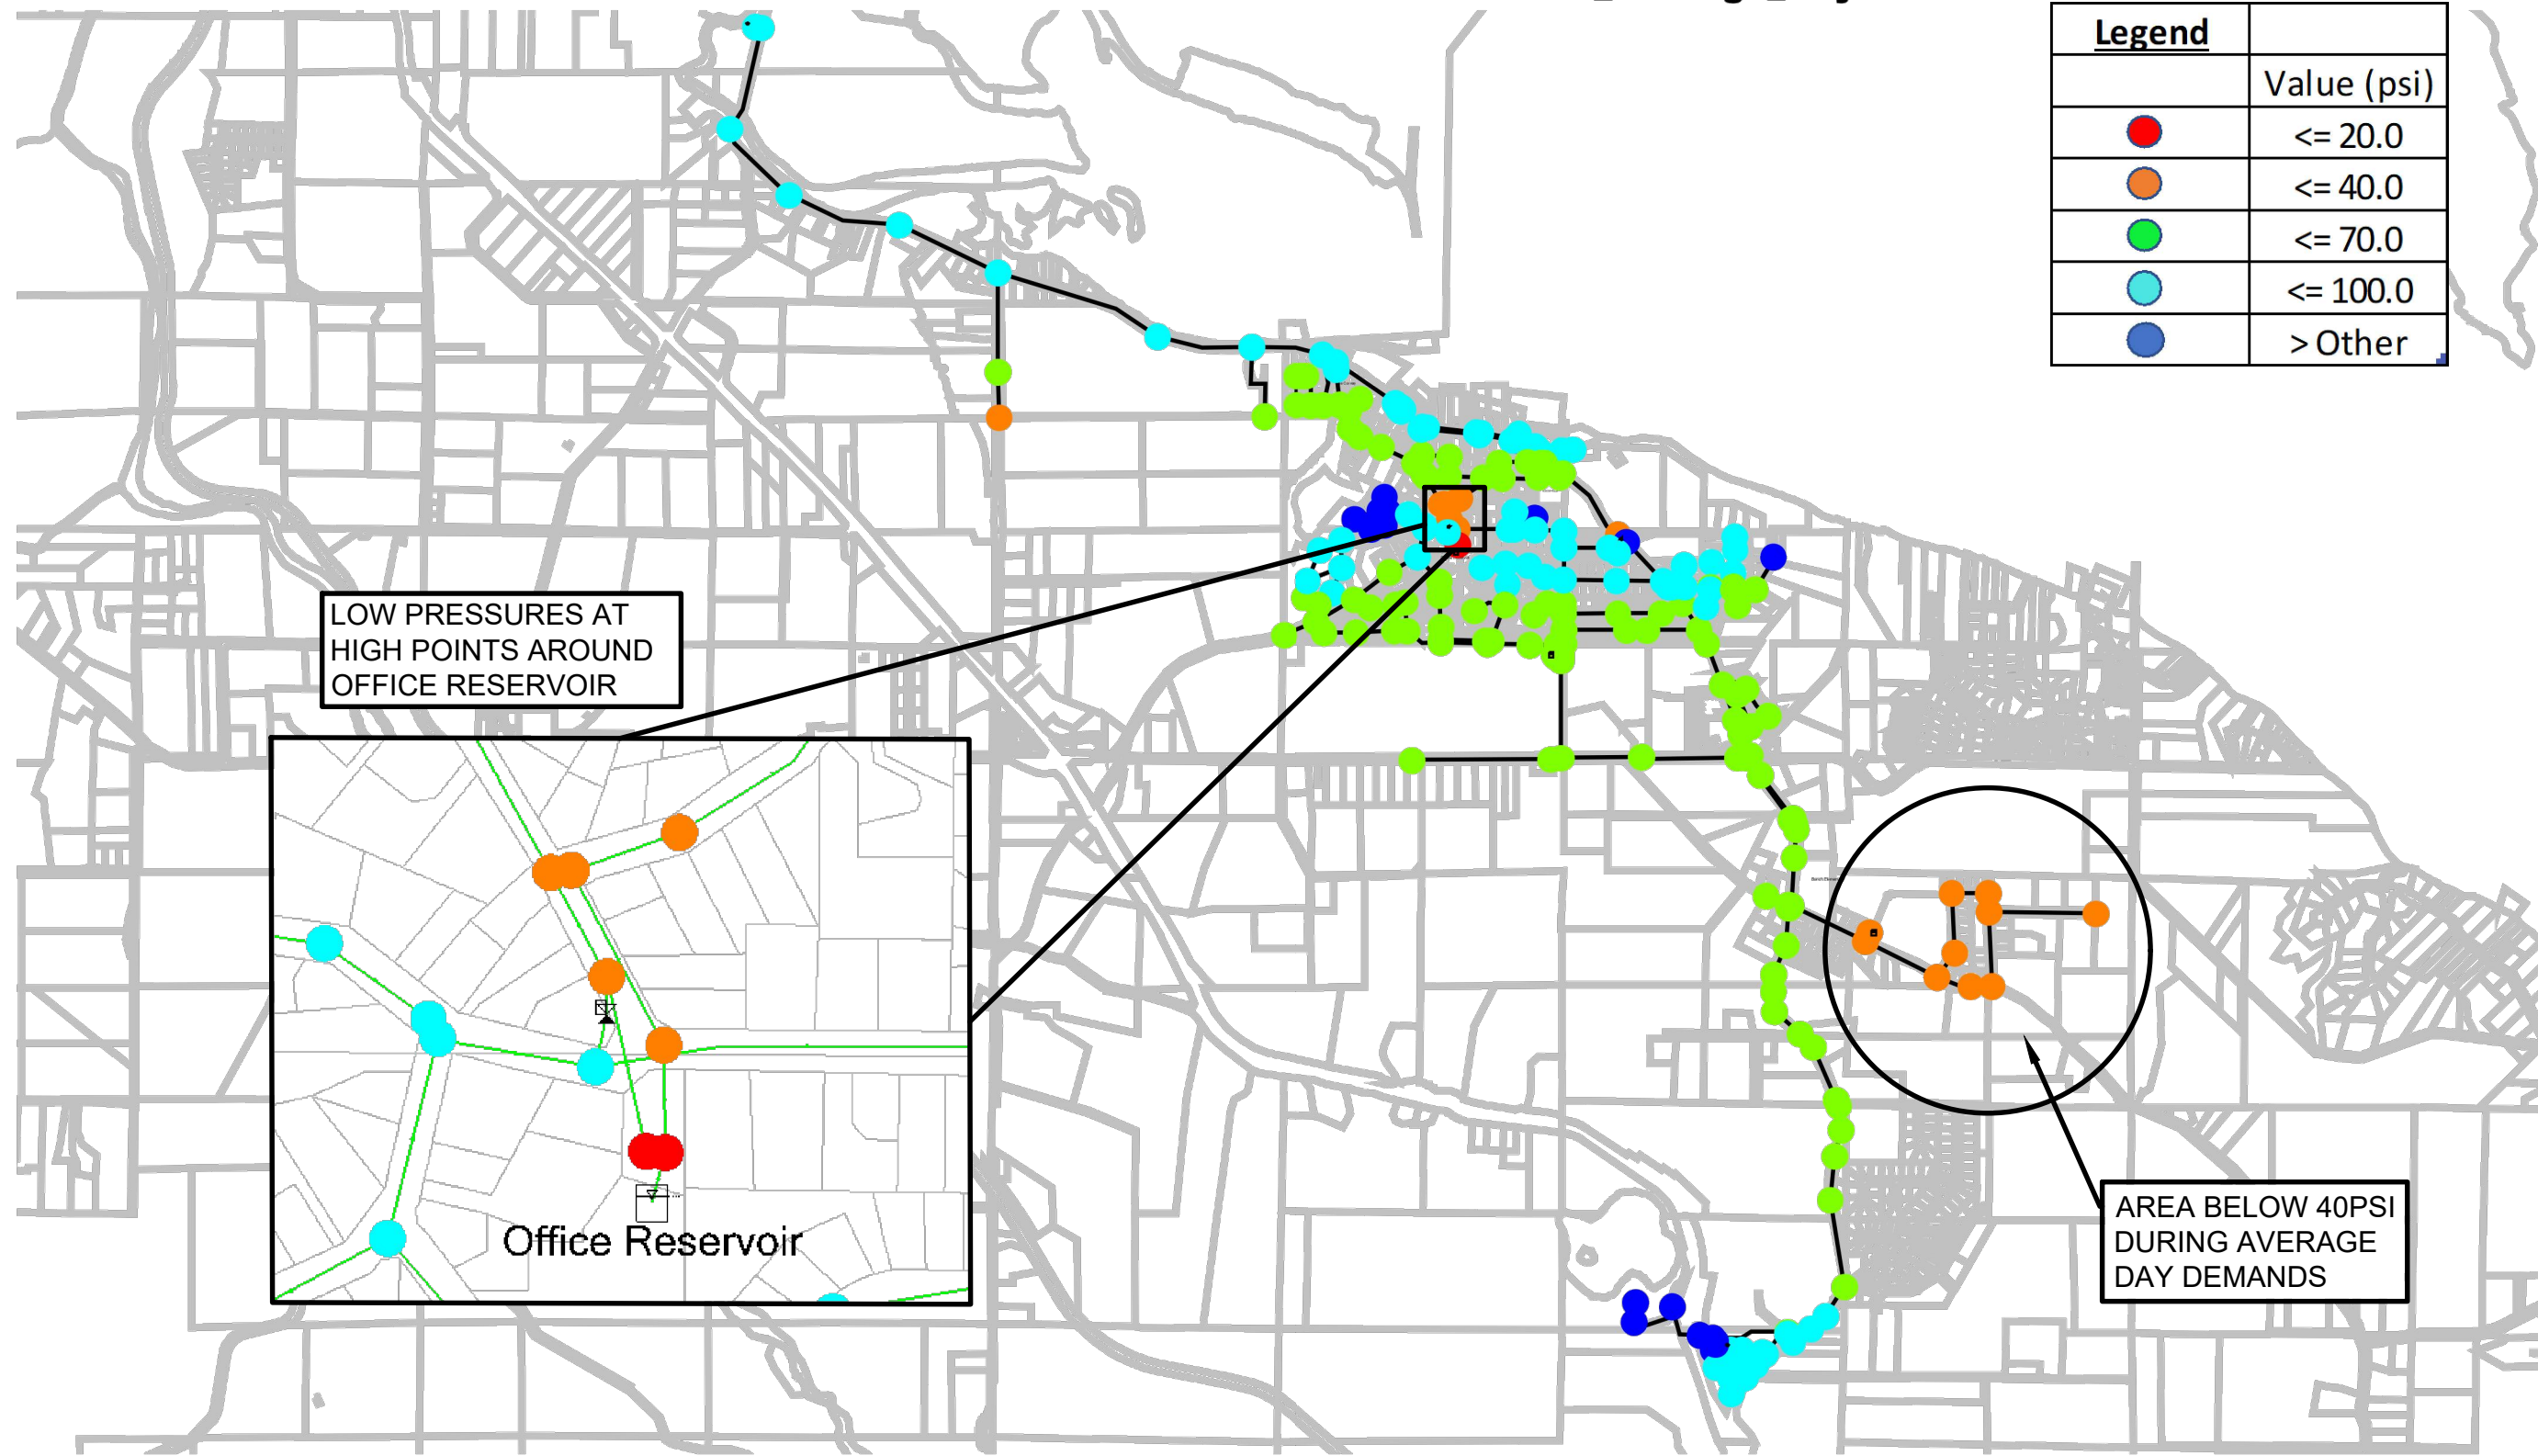 Legend
Value (psi)
<= 20.0
<= 40.0
<= 70.0
<= 100.0
> Other
LOW PRESSURES AT
HIGH POINTS AROUND
OFFICE RESERVOIR
Office Reservoir
AREA BELOW 40PSI
DURING AVERAGE
DAY DEMANDS